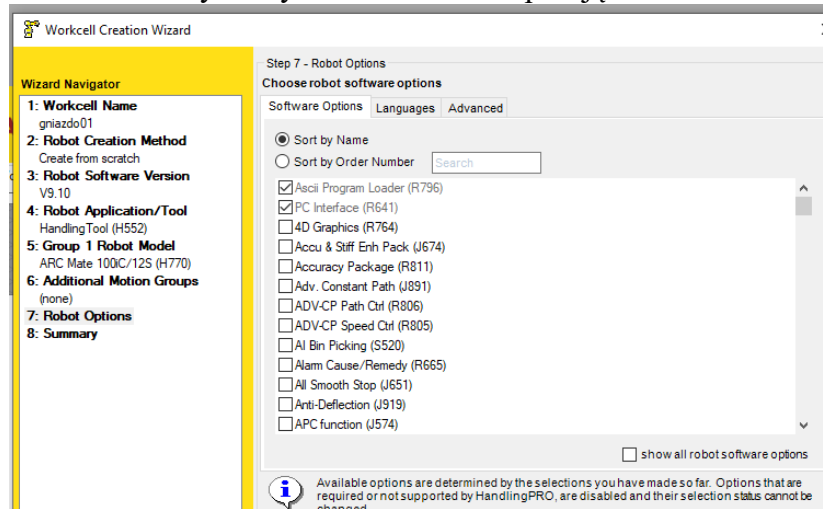 Workcell Creation Wizard
Wizard Navigator
1: Workcell Name
gniazdo01
2: Robot Creation Method
Create from scratch
3: Robot Software Version
V9.10
4: Robot Application/Tool
HandlingTool (H552)
5: Group 1 Robot Model
ARC Mate 100iC/12S (H770)
6: Additional Motion Groups
(none)
7: Robot Options
8: Summary
Step 7 - Robot Options
Choose robot software options
Software Options Languages Advanced
Sort by Name
Sort by Order Number Search
Ascii Program Loader (R796)
PC Interface (R641)
4D Graphics (R764)
Accu & Stiff Enh Pack (J674)
Accuracy Package (R811)
Adv. Constant Path (J891)
ADV-CP Path Ctrl (R806)
ADV-CP Speed Ctrl (R805)
AI Bin Picking (S520)
Alarm Cause/Remedy (R665)
All Smooth Stop (J651)
Anti-Deflection (J919)
APC function (J574)
show all robot software options
Available options are determined by the selections you have made so far. Options that are
required or not supported by HandlingPRO, are disabled and their selection status cannot be
changed